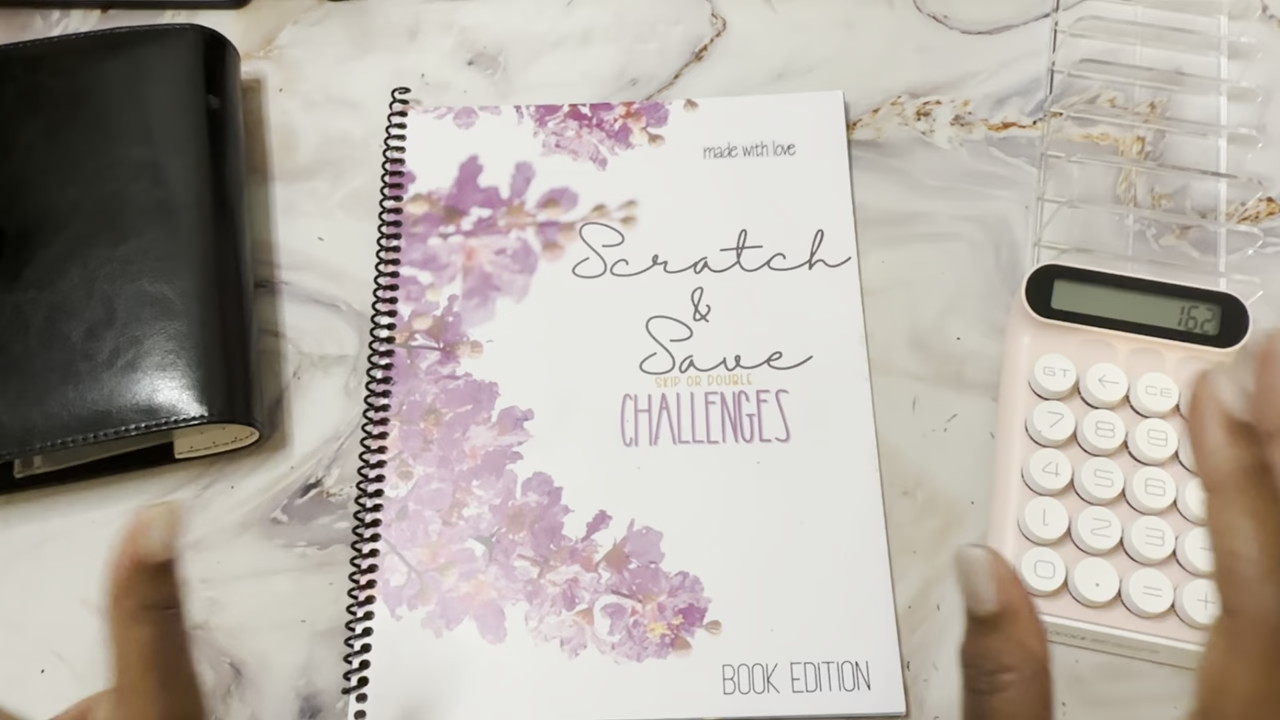 made with love
Scratch
&
Save
SKIP OR DOUBLE
CHALLENGES
BOOK EDITION
162
GT ← CE
7 8 9
4 5 6
1 2 3 -
0 . = +